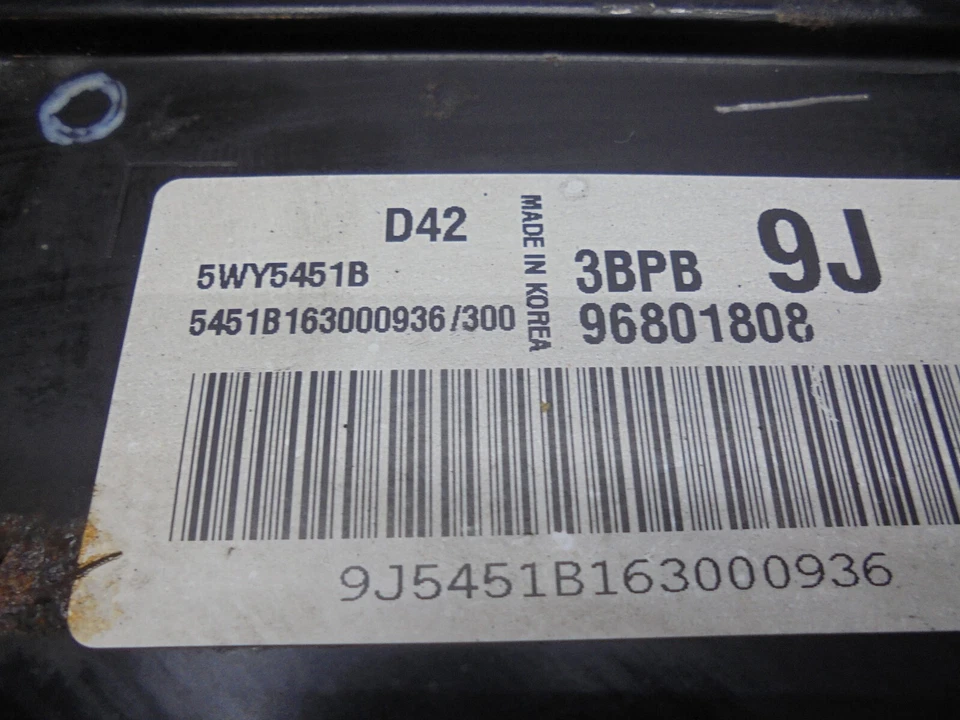 D42
5WY5451B
5451B163000936/300
MADE IN KOREA
3BPB 9J
96801808
9J5451B163000936